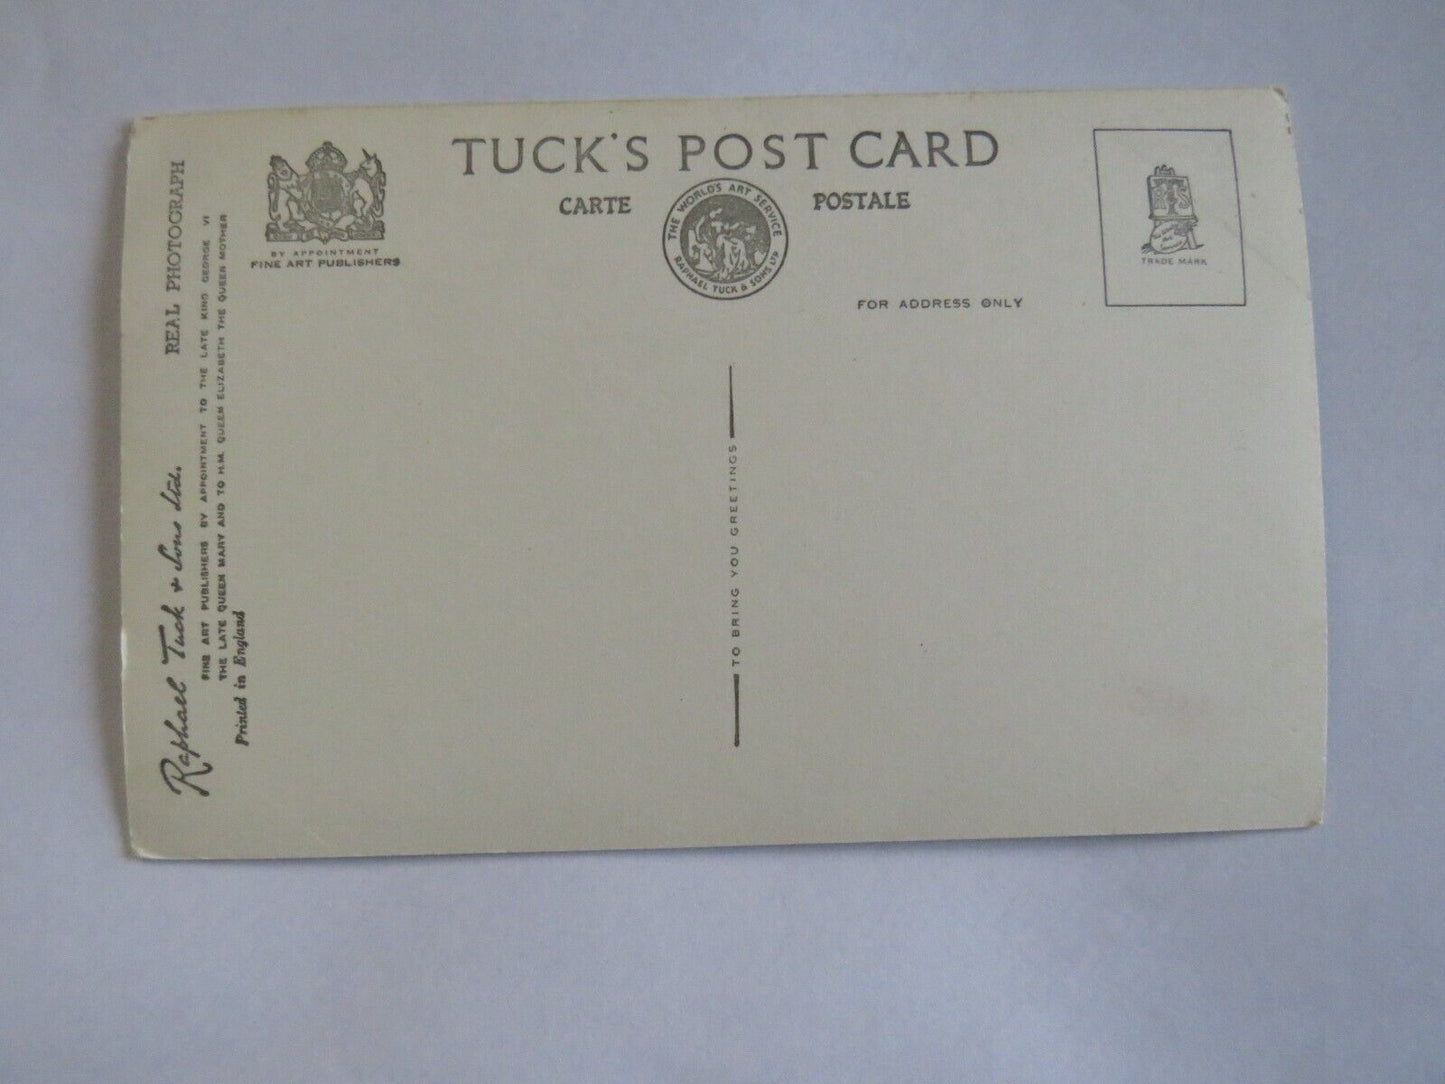 TUCK'S POST CARD
CARTE POSTALE
THE WORLD'S ART SERVICE
RAPHAEL TUCK & SONS LTD
BY APPOINTMENT
FINE ART PUBLISHERS
FOR ADDRESS ONLY
TRADE MARK
TO BRING YOU GREETINGS
Raphael Tuck & Sons Ltd. REAL PHOTOGRAPH
FINE ART PUBLISHERS BY APPOINTMENT TO THE LATE KING GEORGE VI
THE LATE QUEEN MARY AND TO H.M. QUEEN ELIZABETH THE QUEEN MOTHER
Printed in England